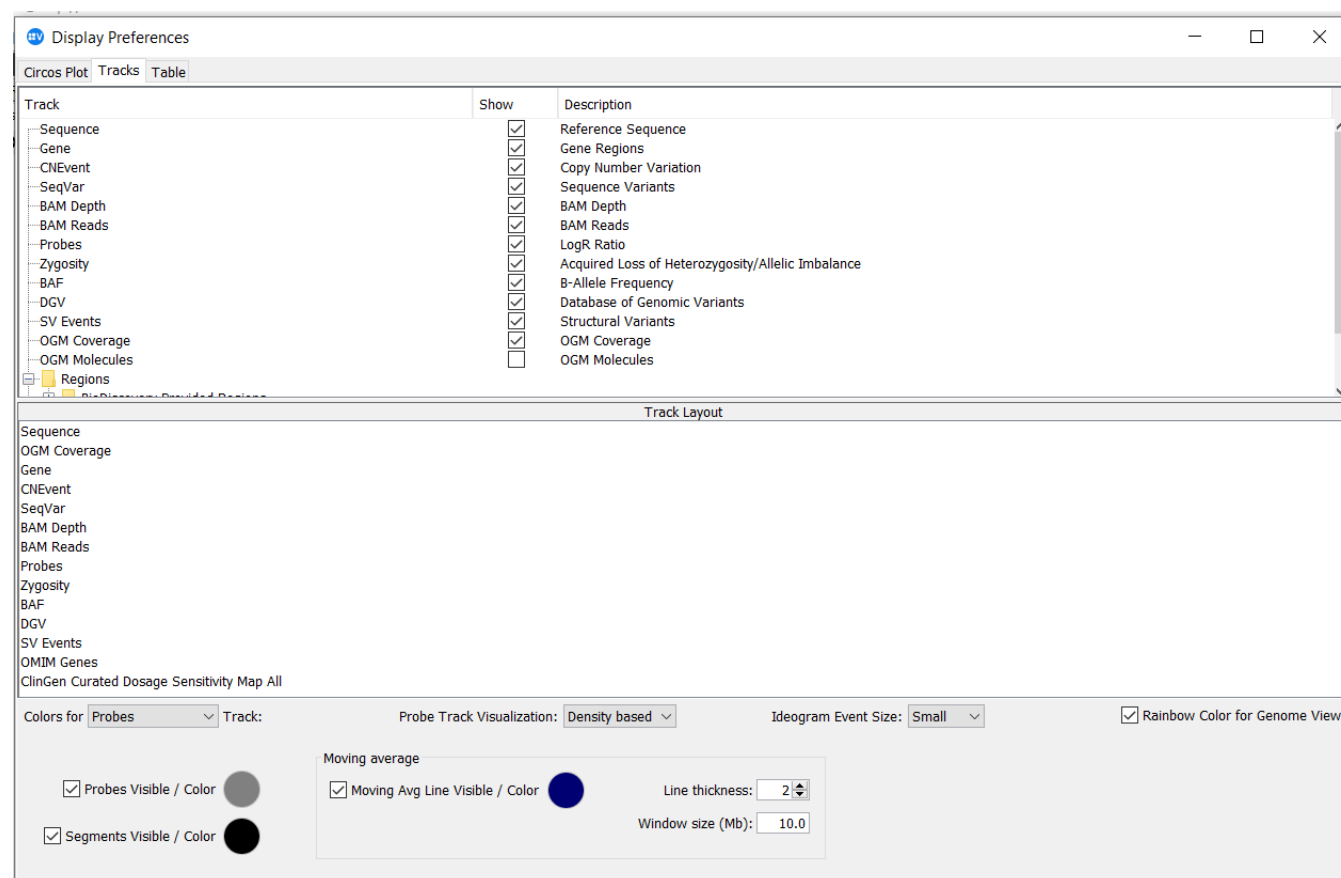 Display Preferences
Circos Plot Tracks Table
Track Show Description
Sequence Reference Sequence
Gene Gene Regions
CNEvent Copy Number Variation
SeqVar Sequence Variants
BAM Depth BAM Depth
BAM Reads BAM Reads
Probes LogR Ratio
Zygosity Acquired Loss of Heterozygosity/Allelic Imbalance
BAF B-Allele Frequency
DGV Database of Genomic Variants
SV Events Structural Variants
OGM Coverage OGM Coverage
OGM Molecules OGM Molecules
Regions
BioDiscovery Provided Regions
Track Layout
Sequence
OGM Coverage
Gene
CNEvent
SeqVar
BAM Depth
BAM Reads
Probes
Zygosity
BAF
DGV
SV Events
OMIM Genes
ClinGen Curated Dosage Sensitivity Map All
Colors for Probes Track: Probe Track Visualization: Density based Ideogram Event Size: Small Rainbow Color for Genome View
Moving average
Probes Visible / Color Moving Avg Line Visible / Color Line thickness: 2
Window size (Mb): 10.0
Segments Visible / Color